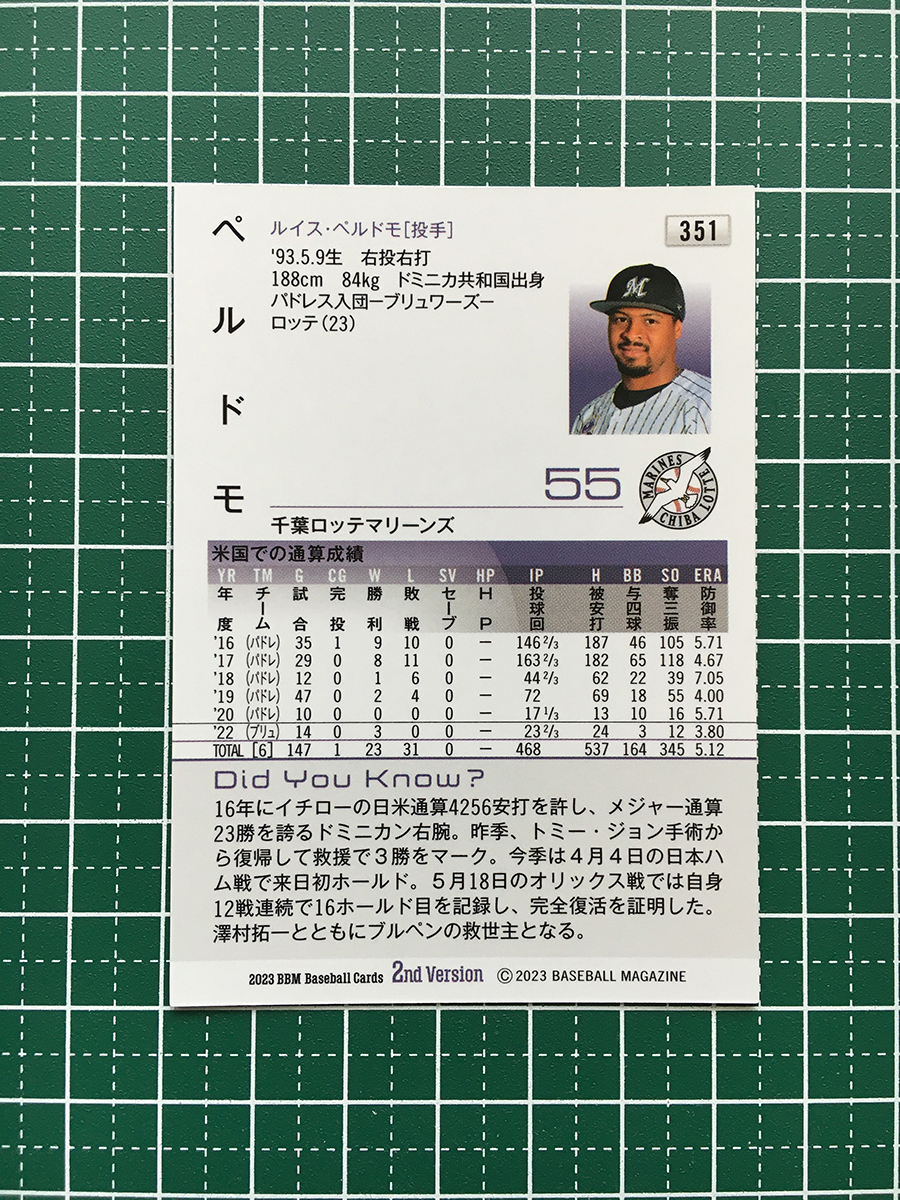 ペルドモ
ルイス・ペルドモ[投手]
351
'93.5.9生 右投右打
188cm 84kg ドミニカ共和国出身
パドレス入団ーブリュワーズー
ロッテ(23)
M
55
MARINES
CHIBA LOTTE
千葉ロッテマリーンズ
米国での通算成績
YR TM G CG W L SV HP IP H BB SO ERA
年度 チーム 試合 完投 勝利 敗戦 セーブ HP 投球回 被安打 与四球 奪三振 防御率
'16 (パドレ) 35 1 9 10 0 － 146 2/3 187 46 105 5.71
'17 (パドレ) 29 0 8 11 0 － 163 2/3 182 65 118 4.67
'18 (パドレ) 12 0 1 6 0 － 44 2/3 62 22 39 7.05
'19 (パドレ) 47 0 2 4 0 － 72 69 18 55 4.00
'20 (パドレ) 10 0 0 0 0 － 17 1/3 13 10 16 5.71
'22 (ブリュ) 14 0 3 0 0 － 23 2/3 24 3 12 3.80
TOTAL [6] 147 1 23 31 0 － 468 537 164 345 5.12
Did You Know?
16年にイチローの日米通算4256安打を許し、メジャー通算
23勝を誇るドミニカン右腕。昨季、トミー・ジョン手術か
ら復帰して救援で３勝をマーク。今季は４月４日の日本ハ
ム戦で来日初ホールド。５月18日のオリックス戦では自身
12戦連続で16ホールド目を記録し、完全復活を証明した。
澤村拓一とともにブルペンの救世主となる。
2023 BBM Baseball Cards 2nd Version © 2023 BASEBALL MAGAZINE